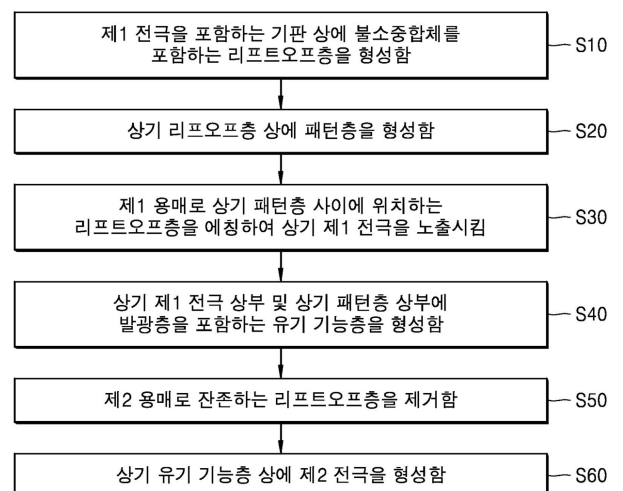 제1 전극을 포함하는 기판 상에 불소중합체를
포함하는 리프트오프층을 형성함
S10
상기 리프오프층 상에 패턴층을 형성함
S20
제1 용매로 상기 패턴층 사이에 위치하는
리프트오프층을 에칭하여 상기 제1 전극을 노출시킴
S30
상기 제1 전극 상부 및 상기 패턴층 상부에
발광층을 포함하는 유기 기능층을 형성함
S40
제2 용매로 잔존하는 리프트오프층을 제거함
S50
상기 유기 기능층 상에 제2 전극을 형성함
S60